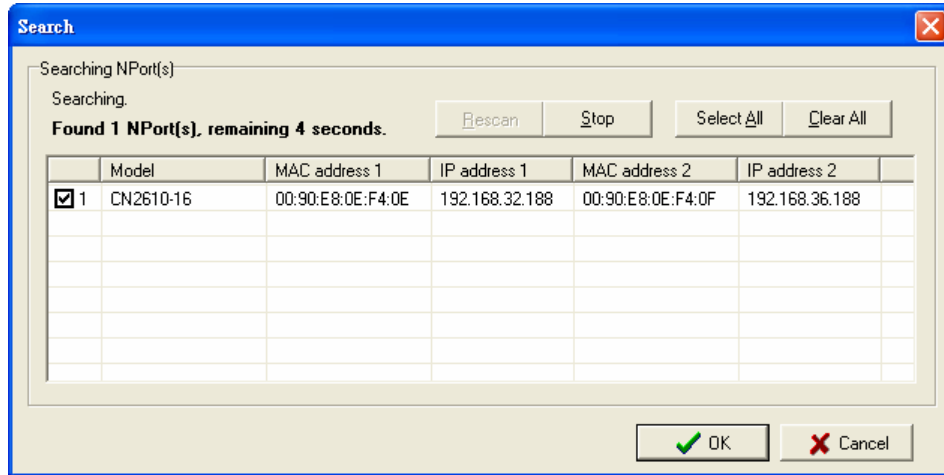 Search
Searching NPort(s)
Searching.
Found 1 NPort(s), remaining 4 seconds.
Rescan Stop Select All Clear All
Model MAC address 1 IP address 1 MAC address 2 IP address 2
1 CN2610-16 00:90:E8:0E:F4:0E 192.168.32.188 00:90:E8:0E:F4:0F 192.168.36.188
OK Cancel